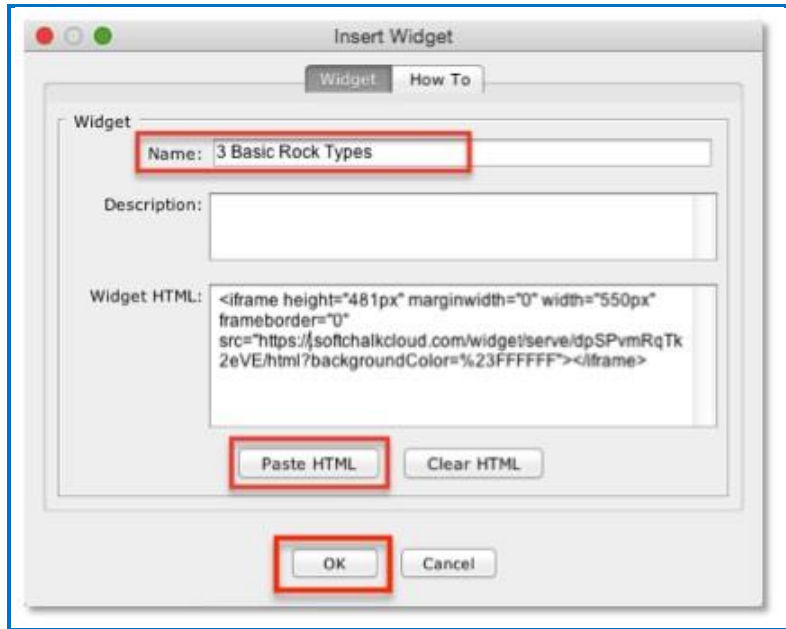 Insert Widget
Widget How To
Widget
Name: 3 Basic Rock Types
Description:
Widget HTML: <iframe height="481px" marginwidth="0" width="550px"
frameborder="0"
src="https://.softchalkcloud.com/widget/serve/dpSPvmRqTk
2eVE/html?backgroundColor=%23FFFFFF"></iframe>
Paste HTML Clear HTML
OK Cancel